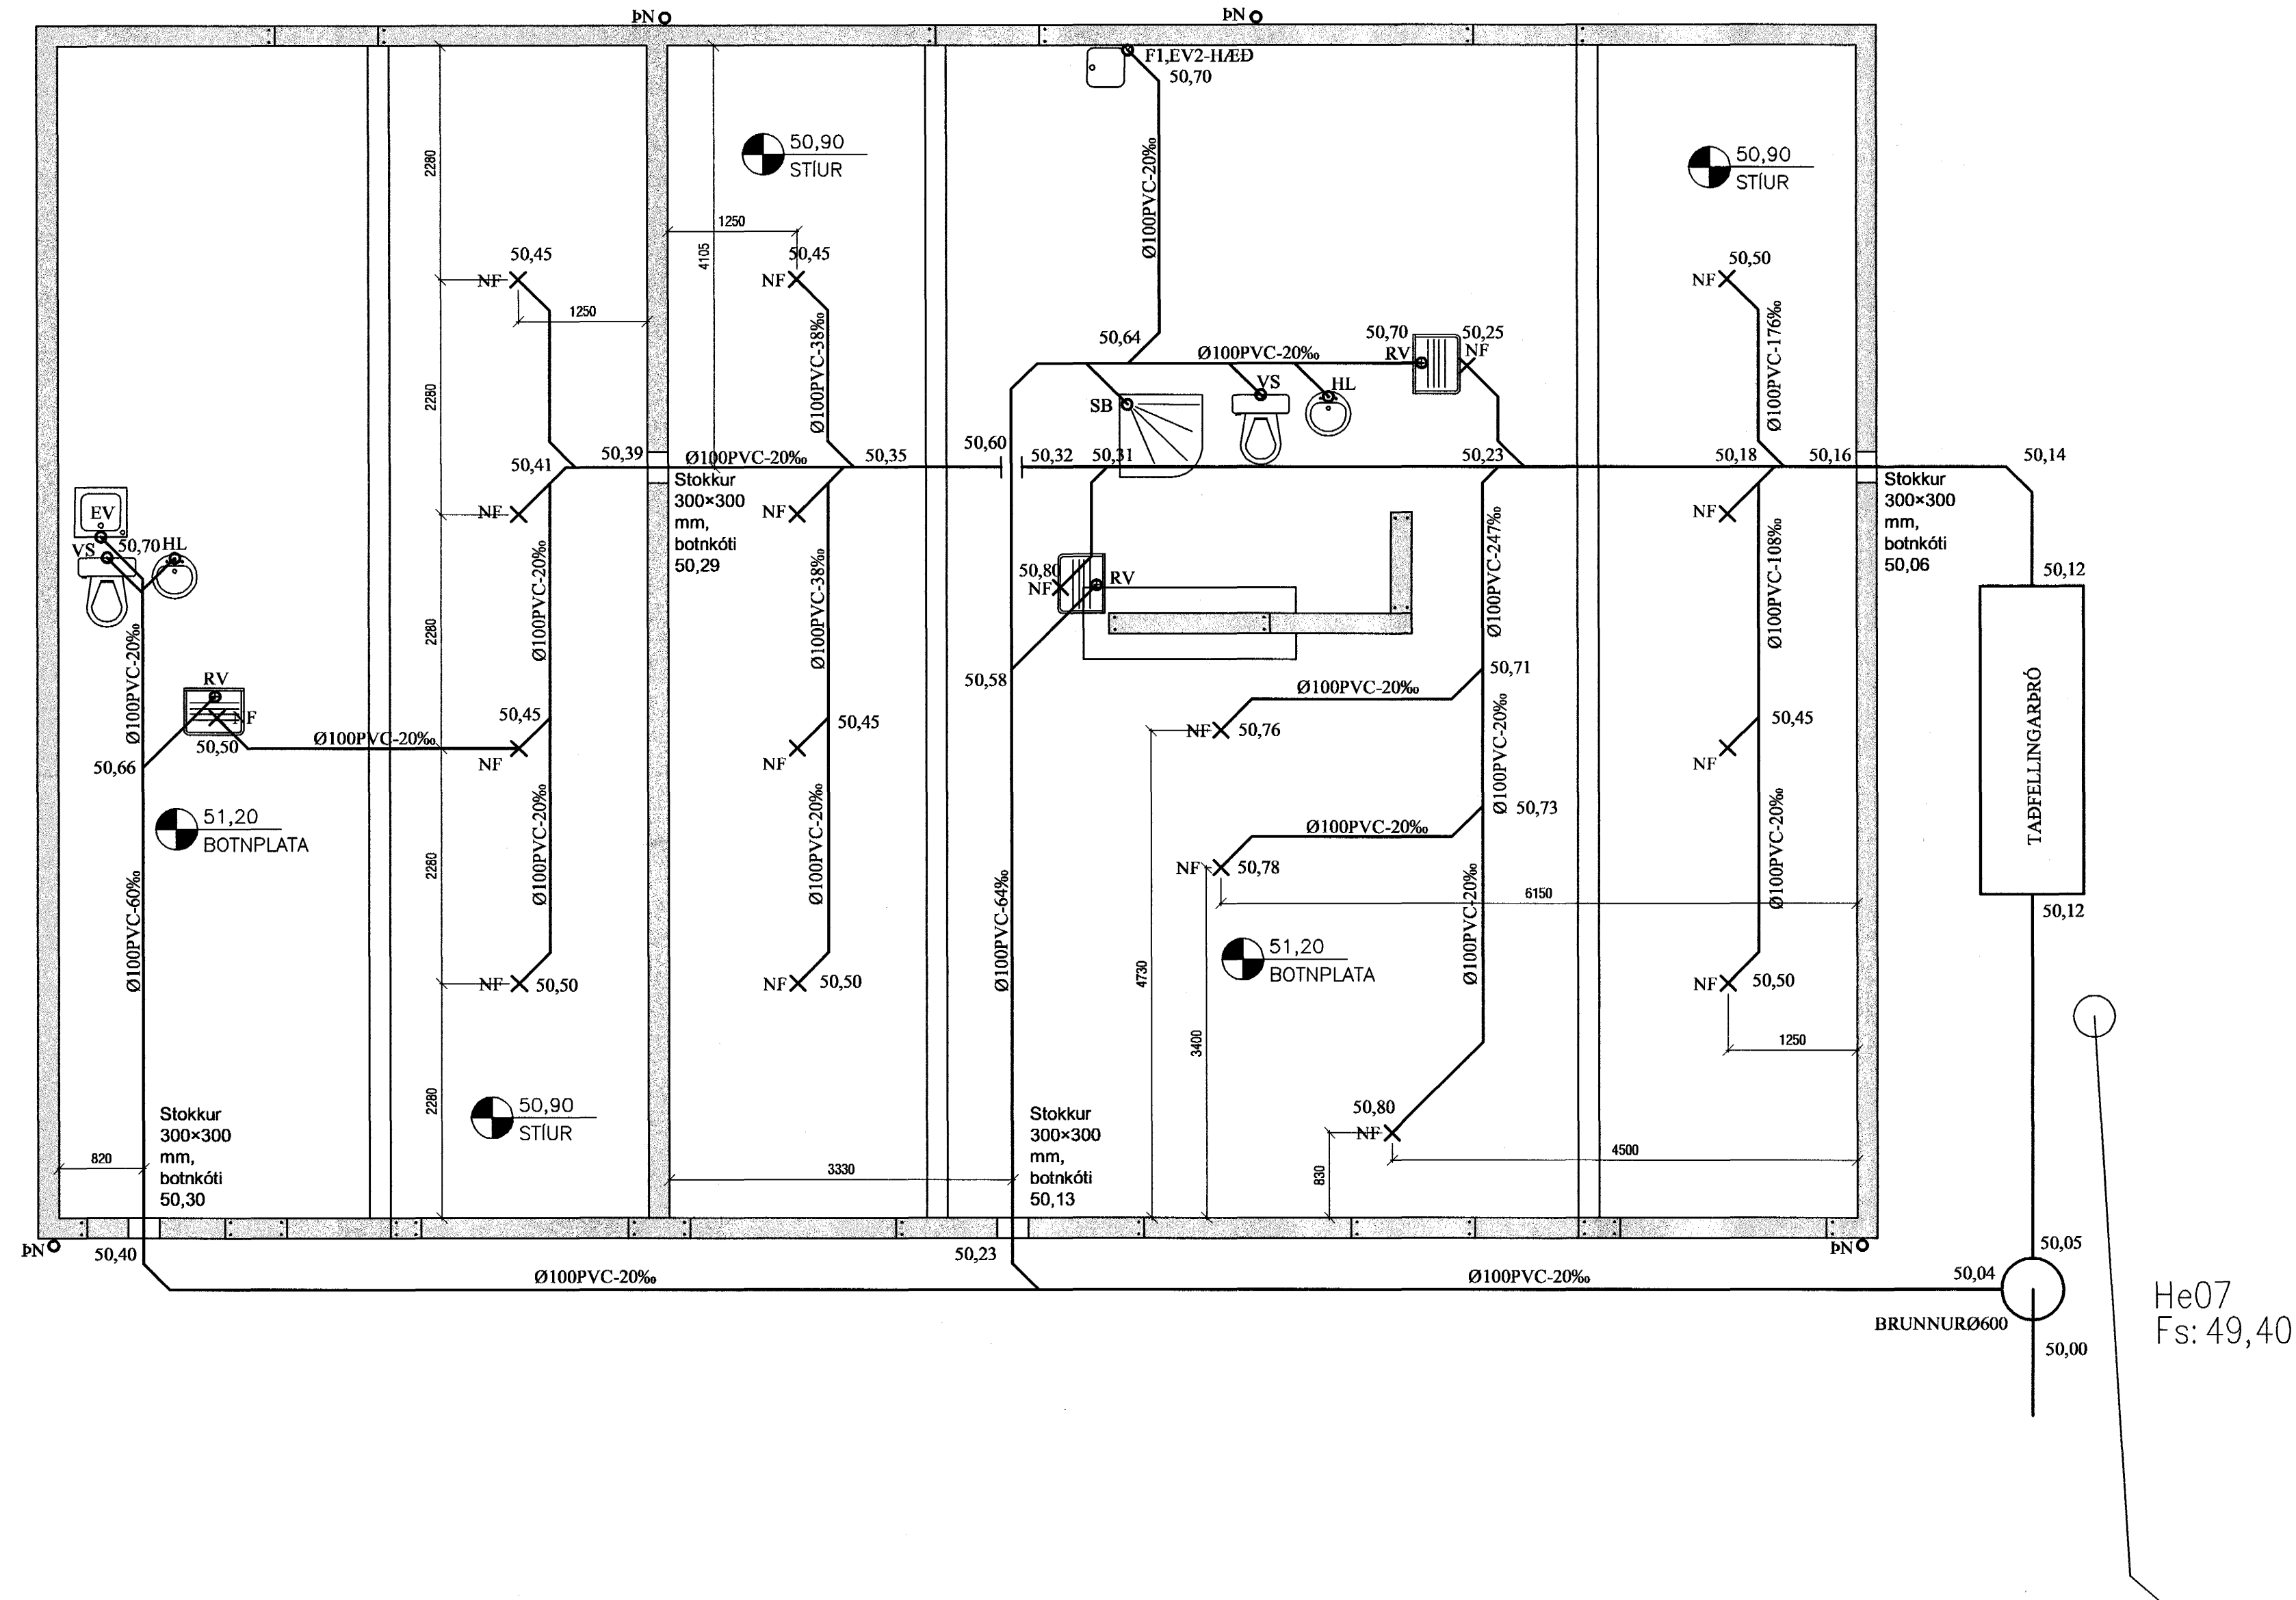 ÞN
ÞN
F1,EV2-HÆÐ
50,70
50,90
STÍUR
50,90
STÍUR
2280
Ø100PVC-20‰
1250
4105
50,45
NF
50,45
NF
50,50
NF
1250
Ø100PVC-38‰
Ø100PVC-176‰
50,64
Ø100PVC-20‰
50,70
RV
50,25
NF
2280
SB
VS
HL
50,41
50,39
Ø100PVC-20‰
50,35
50,60
50,32
50,31
50,23
50,18
50,16
50,14
Stokkur
300×300
mm,
botnkóti
50,29
Stokkur
300×300
mm,
botnkóti
50,06
NF
NF
NF
EV
VS
50,70
HL
50,80
NF
RV
50,12
Ø100PVC-20‰
Ø100PVC-38‰
Ø100PVC-247‰
Ø100PVC-108‰
2280
Ø100PVC-20‰
RV
NF
50,50
Ø100PVC-20‰
50,45
NF
50,45
NF
50,58
50,71
Ø100PVC-20‰
NF
50,76
Ø100PVC-20‰
50,45
NF
50,66
TAÐFELLINGARÞRÓ
51,20
BOTNPLATA
50,73
Ø100PVC-20‰
NF
50,78
2280
Ø100PVC-20‰
Ø100PVC-20‰
Ø100PVC-20‰
6150
Ø100PVC-60‰
Ø100PVC-64‰
Ø100PVC-20‰
50,12
51,20
BOTNPLATA
4730
NF
50,50
NF
50,50
NF
50,50
3400
1250
50,90
STÍUR
2280
50,80
NF
4500
830
Stokkur
300×300
mm,
botnkóti
50,30
Stokkur
300×300
mm,
botnkóti
50,13
820
3330
ÞN
50,40
50,23
ÞN
50,05
Ø100PVC-20‰
Ø100PVC-20‰
50,04
BRUNNURØ600
50,00
He07
Fs: 49,40